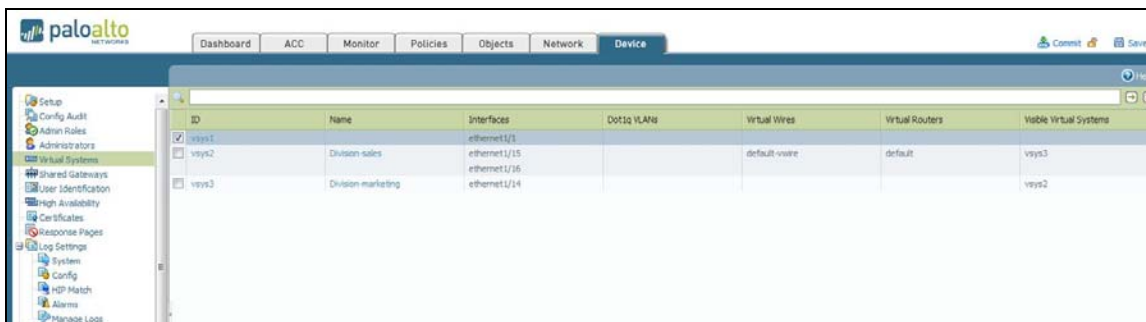 paloalto
NETWORKS
Dashboard ACC Monitor Policies Objects Network Device Commit Save
Setup
Config Audit
Admin Roles
Administrators
Virtual Systems
Shared Gateways
User Identification
High Availability
Certificates
Response Pages
Log Settings
System
Config
HIP Match
Alarms
Manage Logs
He
ID Name Interfaces Dot1q VLANs Virtual Wires Virtual Routers Visible Virtual Systems
vsys1 ethernet1/1
vsys2 Division-sales ethernet1/15 default-vwire default vsys3
ethernet1/16
vsys3 Division-marketing ethernet1/14 vsys2